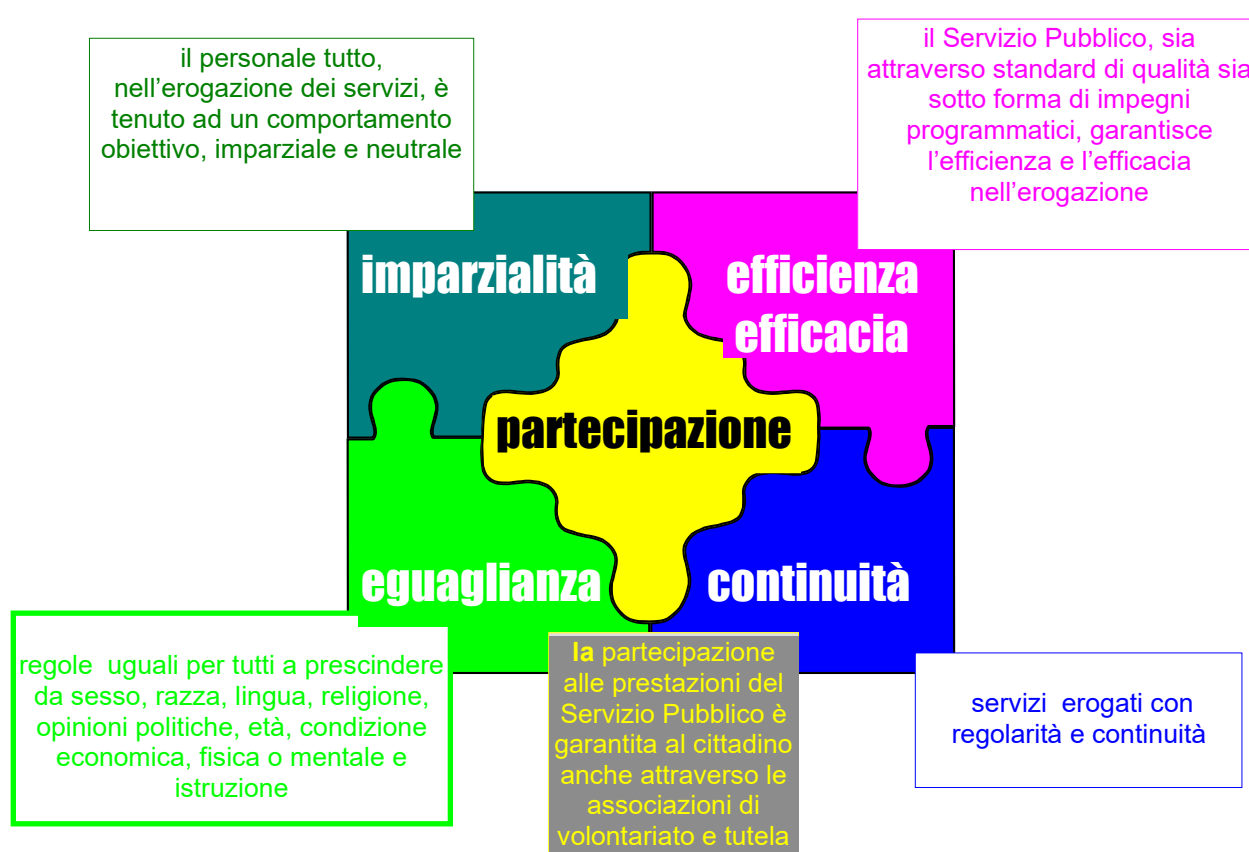 il personale tutto,
nell’erogazione dei servizi, è
tenuto ad un comportamento
obiettivo, imparziale e neutrale
il Servizio Pubblico, sia
attraverso standard di qualità sia
sotto forma di impegni
programmatici, garantisce
l’efficienza e l’efficacia
nell’erogazione
imparzialità
efficienza
efficacia
partecipazione
eguaglianza
continuità
regole  uguali per tutti a prescindere
da sesso, razza, lingua, religione,
opinioni politiche, età, condizione
economica, fisica o mentale e
istruzione
la partecipazione
alle prestazioni del
Servizio Pubblico è
garantita al cittadino
anche attraverso le
associazioni di
volontariato e tutela
servizi  erogati con
regolarità e continuità